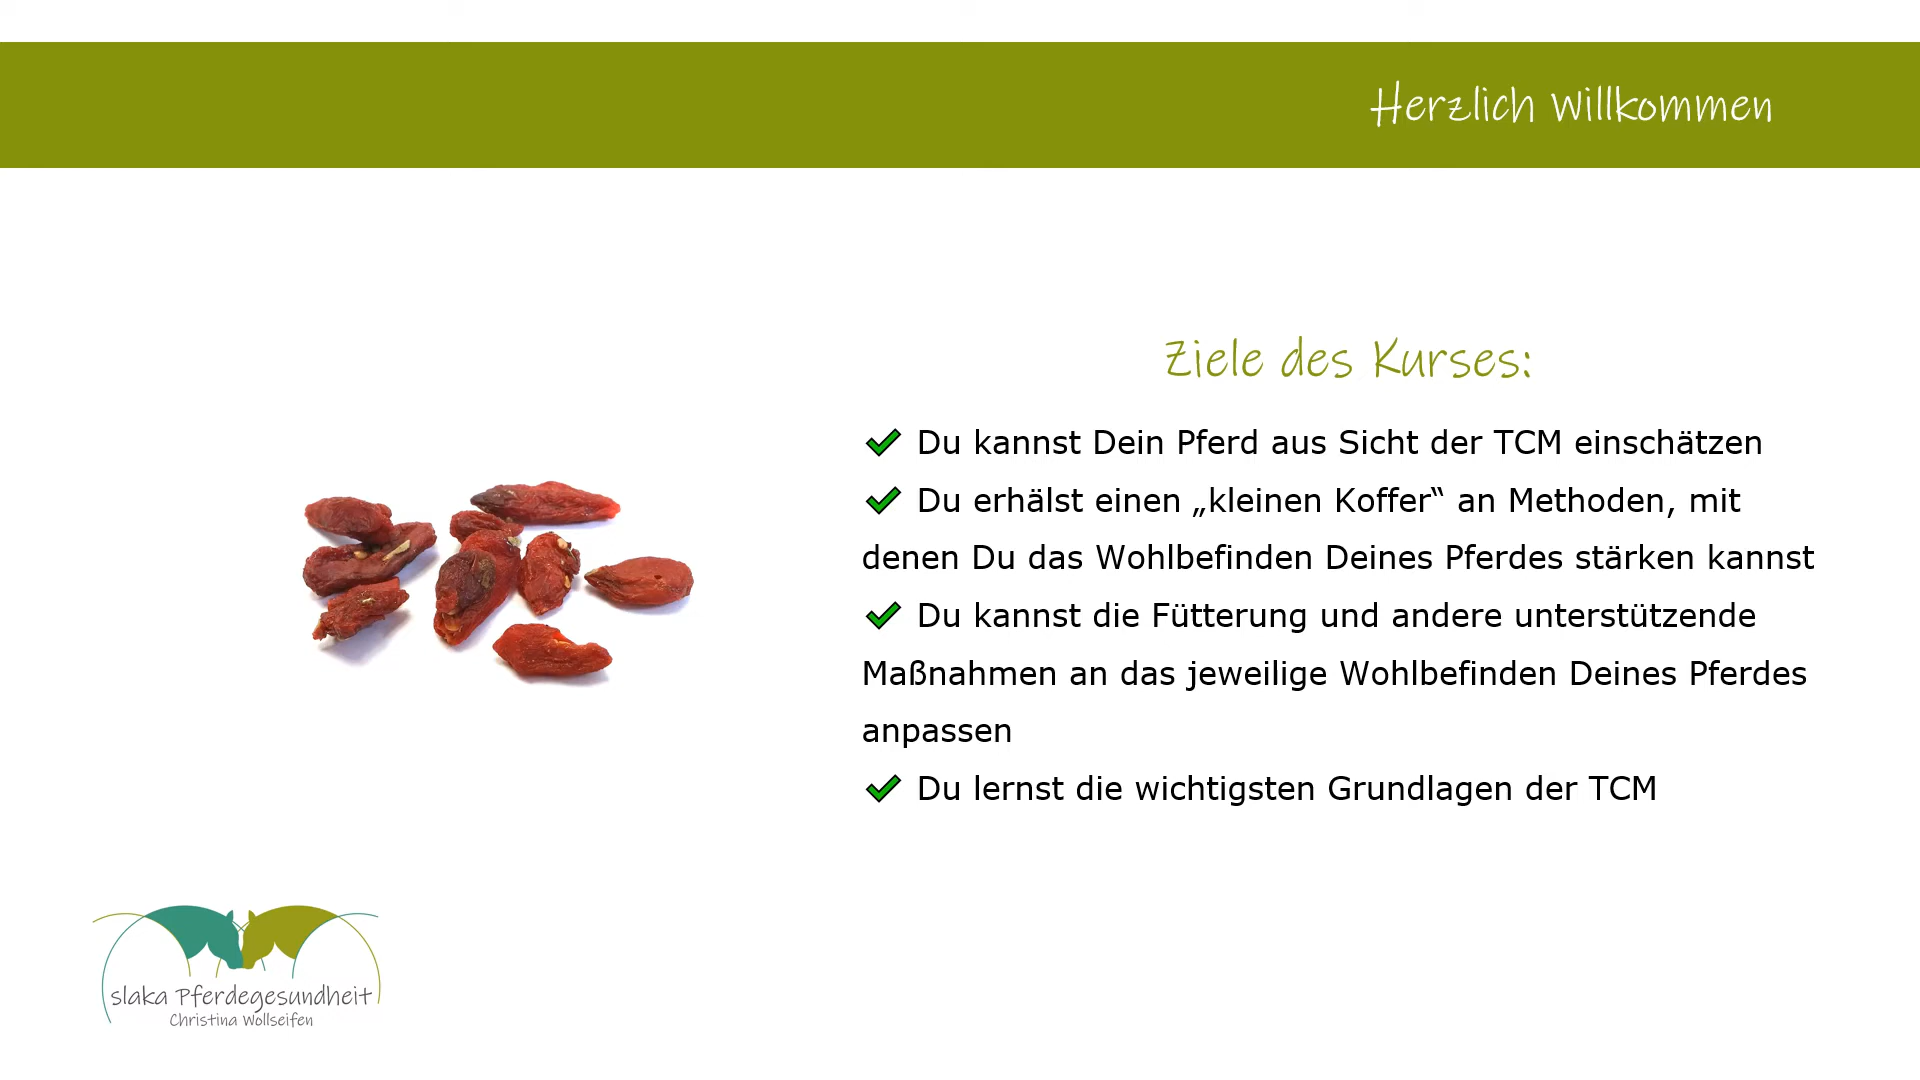 Herzlich Willkommen
Ziele des Kurses:
✔ Du kannst Dein Pferd aus Sicht der TCM einschätzen
✔ Du erhälst einen „kleinen Koffer“ an Methoden, mit
denen Du das Wohlbefinden Deines Pferdes stärken kannst
✔ Du kannst die Fütterung und andere unterstützende
Maßnahmen an das jeweilige Wohlbefinden Deines Pferdes
anpassen
✔ Du lernst die wichtigsten Grundlagen der TCM
slaka Pferdegesundheit
Christina Wollseifen